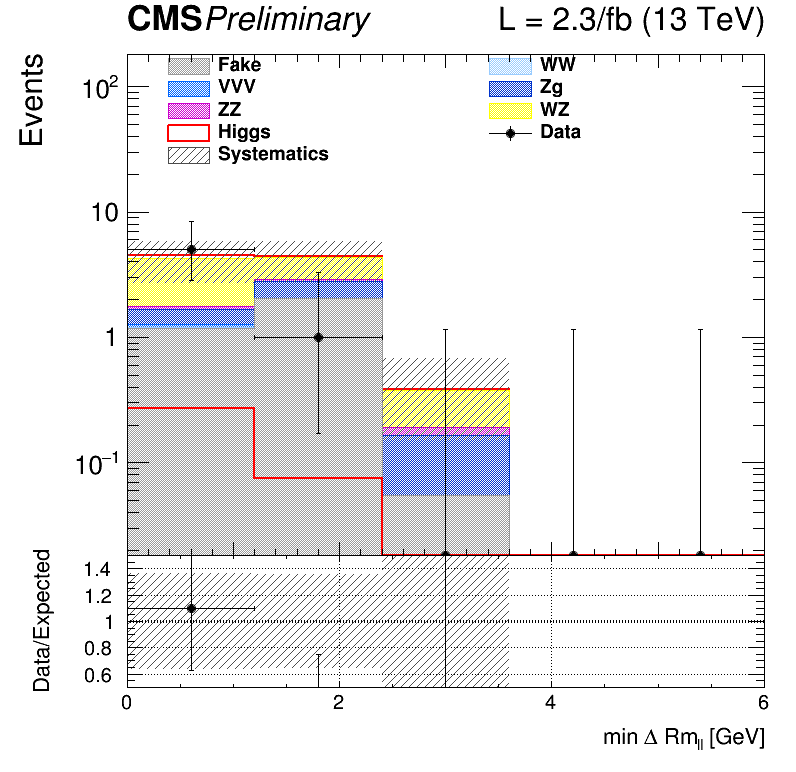 CMS Preliminary L = 2.3/fb (13 TeV)
Events
10²
10
1
10⁻¹
Fake WW
VVV Zg
ZZ WZ
Higgs Data
Systematics
Data/Expected
1.4
1.2
1
0.8
0.6
0 2 4 6
min Δ Rm_ll [GeV]